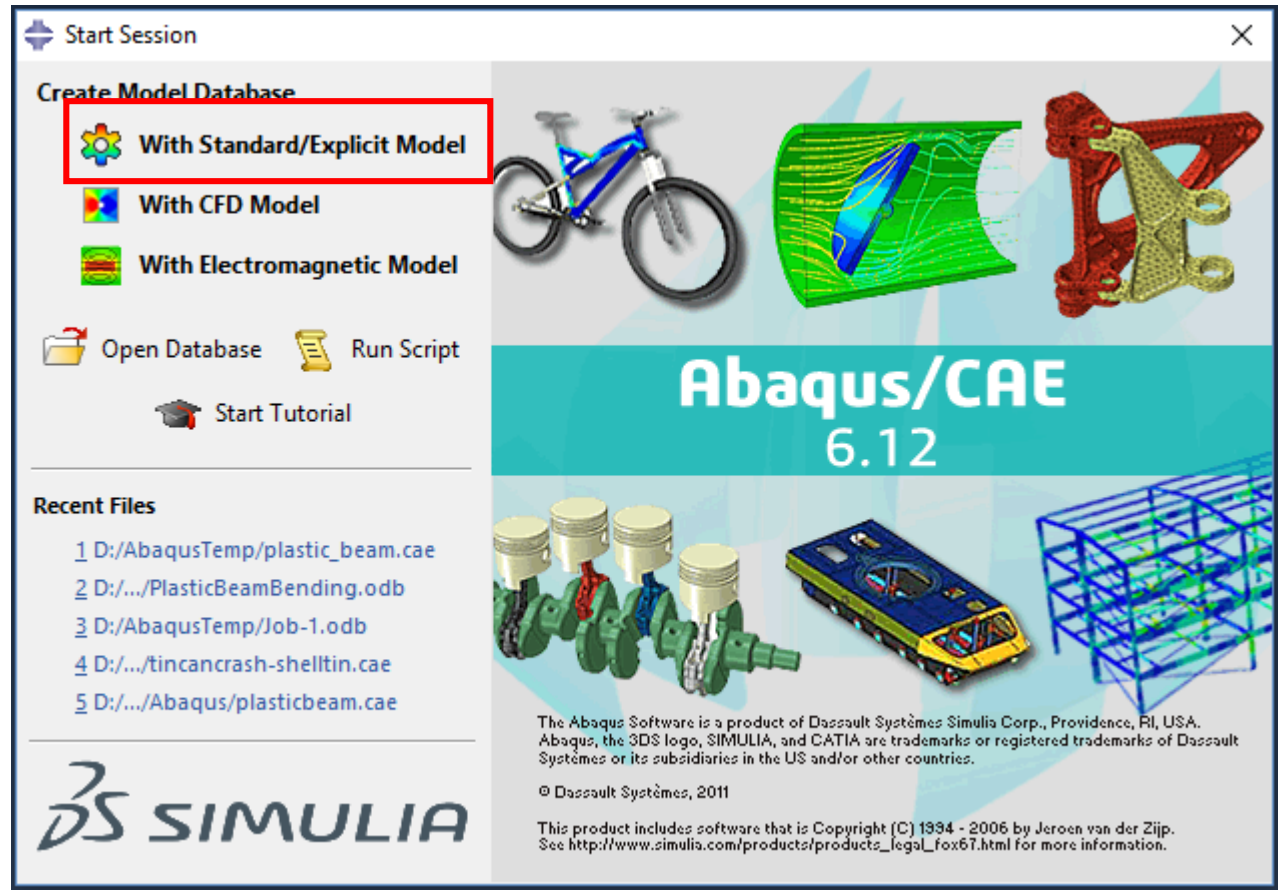 Start Session
Create Model Database
With Standard/Explicit Model
With CFD Model
With Electromagnetic Model
Open Database
Run Script
Start Tutorial
Recent Files
1 D:/AbaqusTemp/plastic_beam.cae
2 D:/.../PlasticBeamBending.odb
3 D:/AbaqusTemp/Job-1.odb
4 D:/.../tincancrash-shelltin.cae
5 D:/.../Abaqus/plasticbeam.cae
3DS SIMULIA
Abaqus/CAE
6.12
The Abaqus Software is a product of Dassault Systèmes Simulia Corp., Providence, RI, USA.
Abaqus, the 3DS logo, SIMULIA, and CATIA are trademarks or registered trademarks of Dassault
Systèmes or its subsidiaries in the US and/or other countries.
© Dassault Systèmes, 2011
This product includes software that is Copyright (C) 1994 - 2006 by Jeroen van der Zijp.
See http://www.simulia.com/products/products_legal_fox67.html for more information.